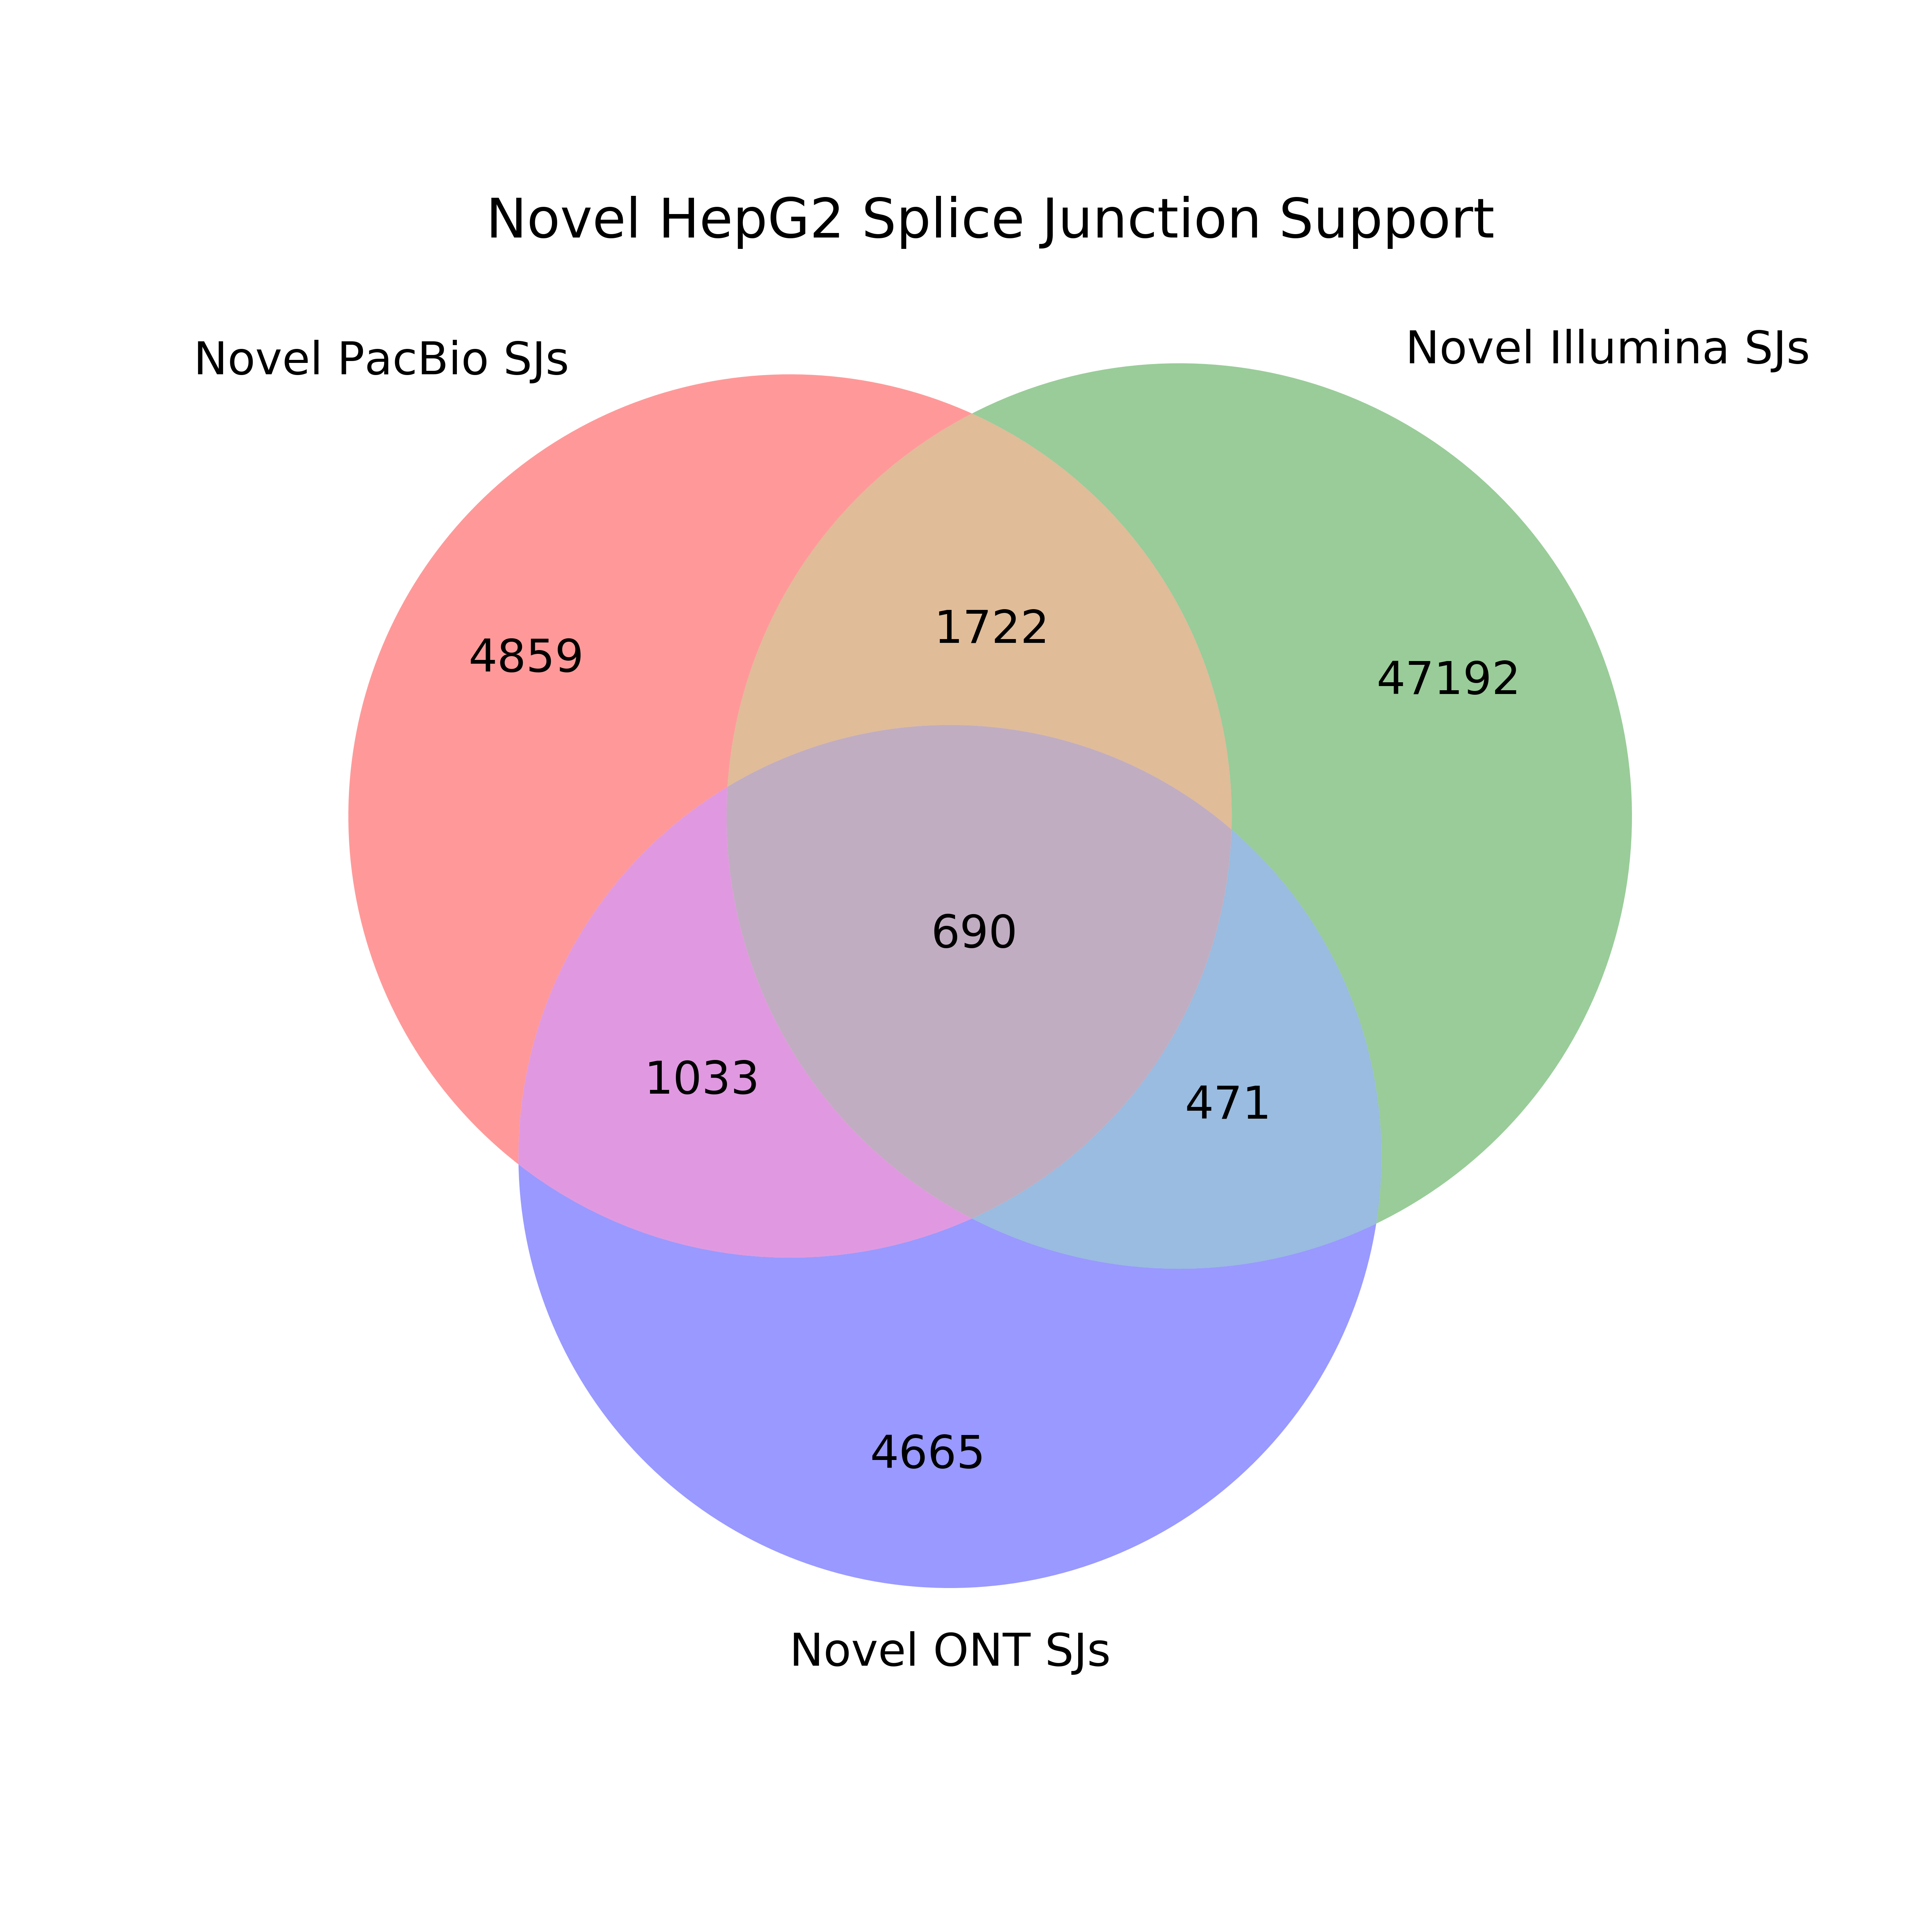 Novel HepG2 Splice Junction Support
Novel PacBio SJs
Novel Illumina SJs
4859
1722
47192
690
1033
471
4665
Novel ONT SJs